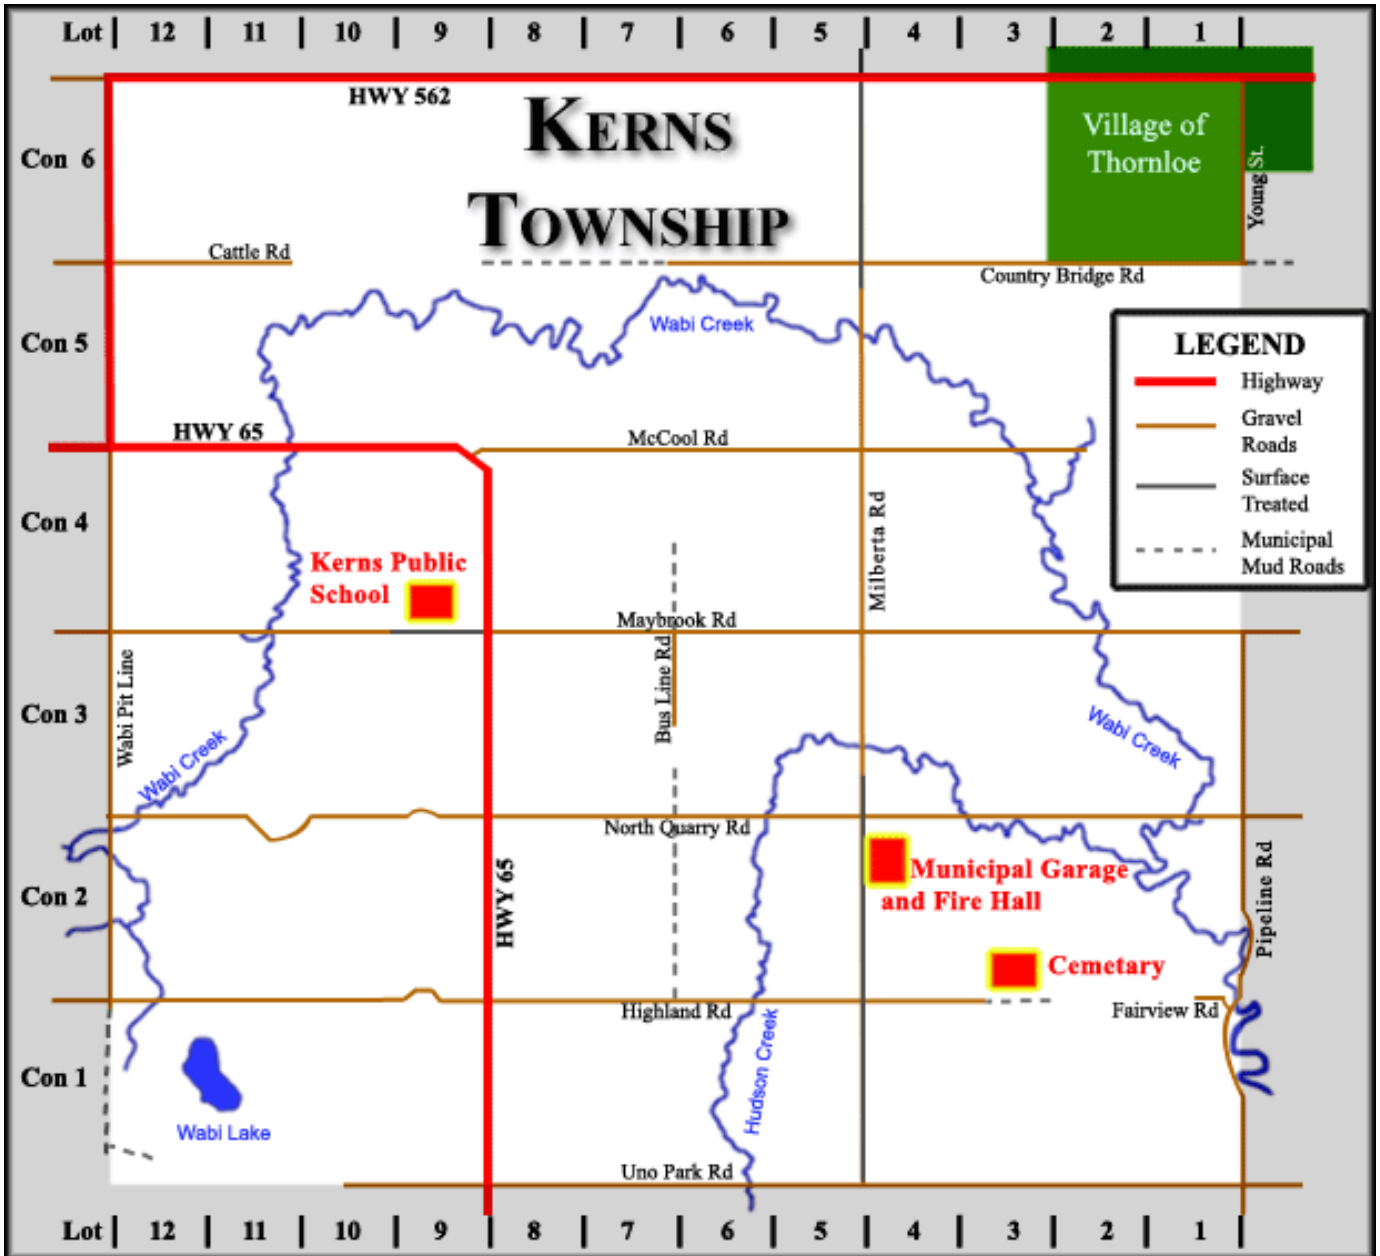 Lot 12 11 10 9 8 7 6 5 4 3 2 1
HWY 562
KERNS
TOWNSHIP
Village of
Thornloe
Young St.
Con 6
Cattle Rd
Country Bridge Rd
Wabi Creek
Con 5
LEGEND
Highway
Gravel
Roads
Surface
Treated
Municipal
Mud Roads
HWY 65
McCool Rd
Con 4
Milberta Rd
Kerns Public
School
Maybrook Rd
Wabi Pit Line
Bus Line Rd
Con 3
Wabi Creek
Wabi Creek
North Quarry Rd
Municipal Garage
and Fire Hall
Con 2
HWY 65
Pipeline Rd
Cemetary
Highland Rd
Fairview Rd
Hudson Creek
Con 1
Wabi Lake
Uno Park Rd
Lot 12 11 10 9 8 7 6 5 4 3 2 1